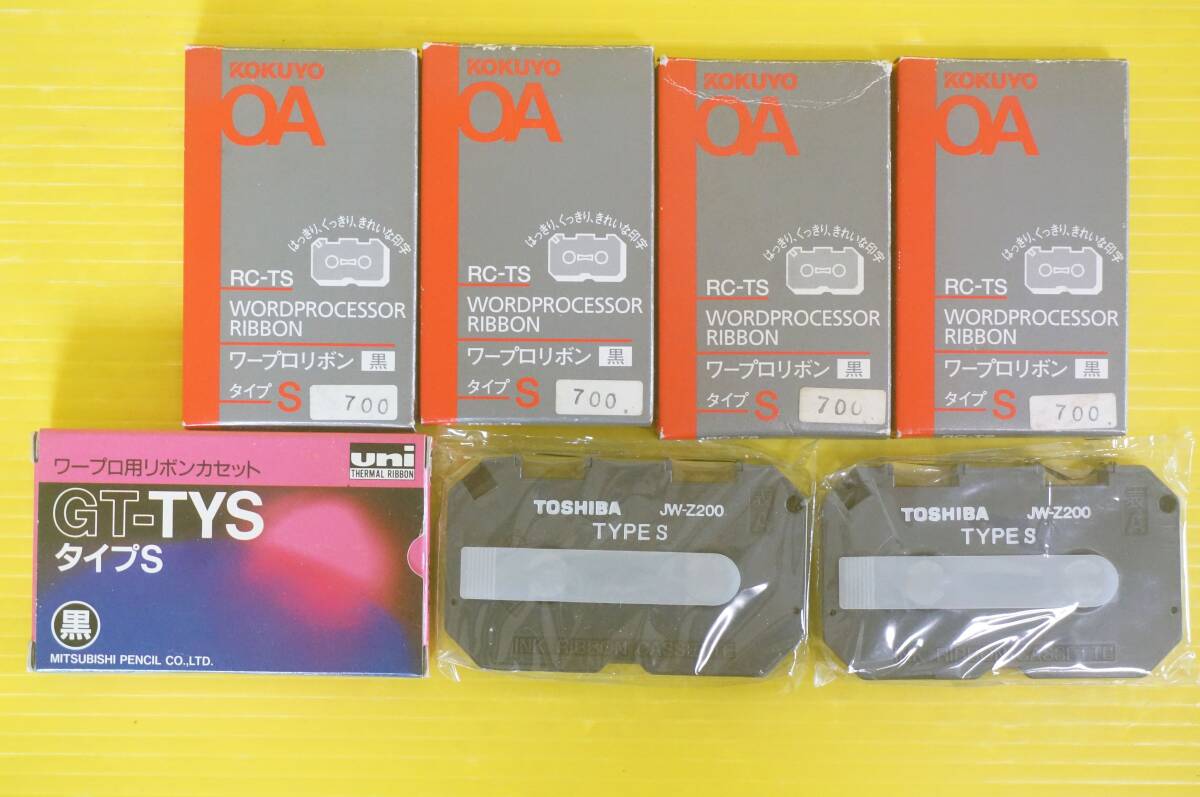 KOKUYO
OA
はっきり、くっきり、きれいな印字
RC-TS
WORDPROCESSOR
RIBBON
ワープロリボン 黒
タイプ S 700
KOKUYO
OA
はっきり、くっきり、きれいな印字
RC-TS
WORDPROCESSOR
RIBBON
ワープロリボン 黒
タイプ S 700.
KOKUYO
OA
はっきり、くっきり、きれいな印字
RC-TS
WORDPROCESSOR
RIBBON
ワープロリボン 黒
タイプ S 700
KOKUYO
OA
はっきり、くっきり、きれいな印字
RC-TS
WORDPROCESSOR
RIBBON
ワープロリボン 黒
タイプ S 700
ワープロ用リボンカセット
uni
THERMAL RIBBON
GT-TYS
タイプS
黒
MITSUBISHI PENCIL CO.,LTD.
TOSHIBA JW-Z200
TYPE S
INK RIBBON CASSETTE
TOSHIBA JW-Z200
TYPE S
INK RIBBON CASSETTE